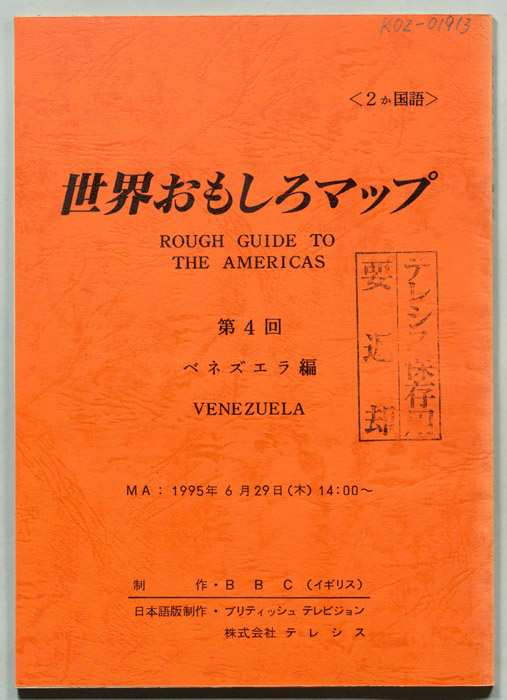 KOZ-01913
＜2か国語＞
世界おもしろマップ
ROUGH GUIDE TO
THE AMERICAS
第4回
ベネズエラ編
VENEZUELA
テレシス保存用
要返却
MA：1995年6月29日(木) 14:00～
制作・BBC（イギリス）
日本語版制作・ブリティッシュ テレビジョン
株式会社 テレシス